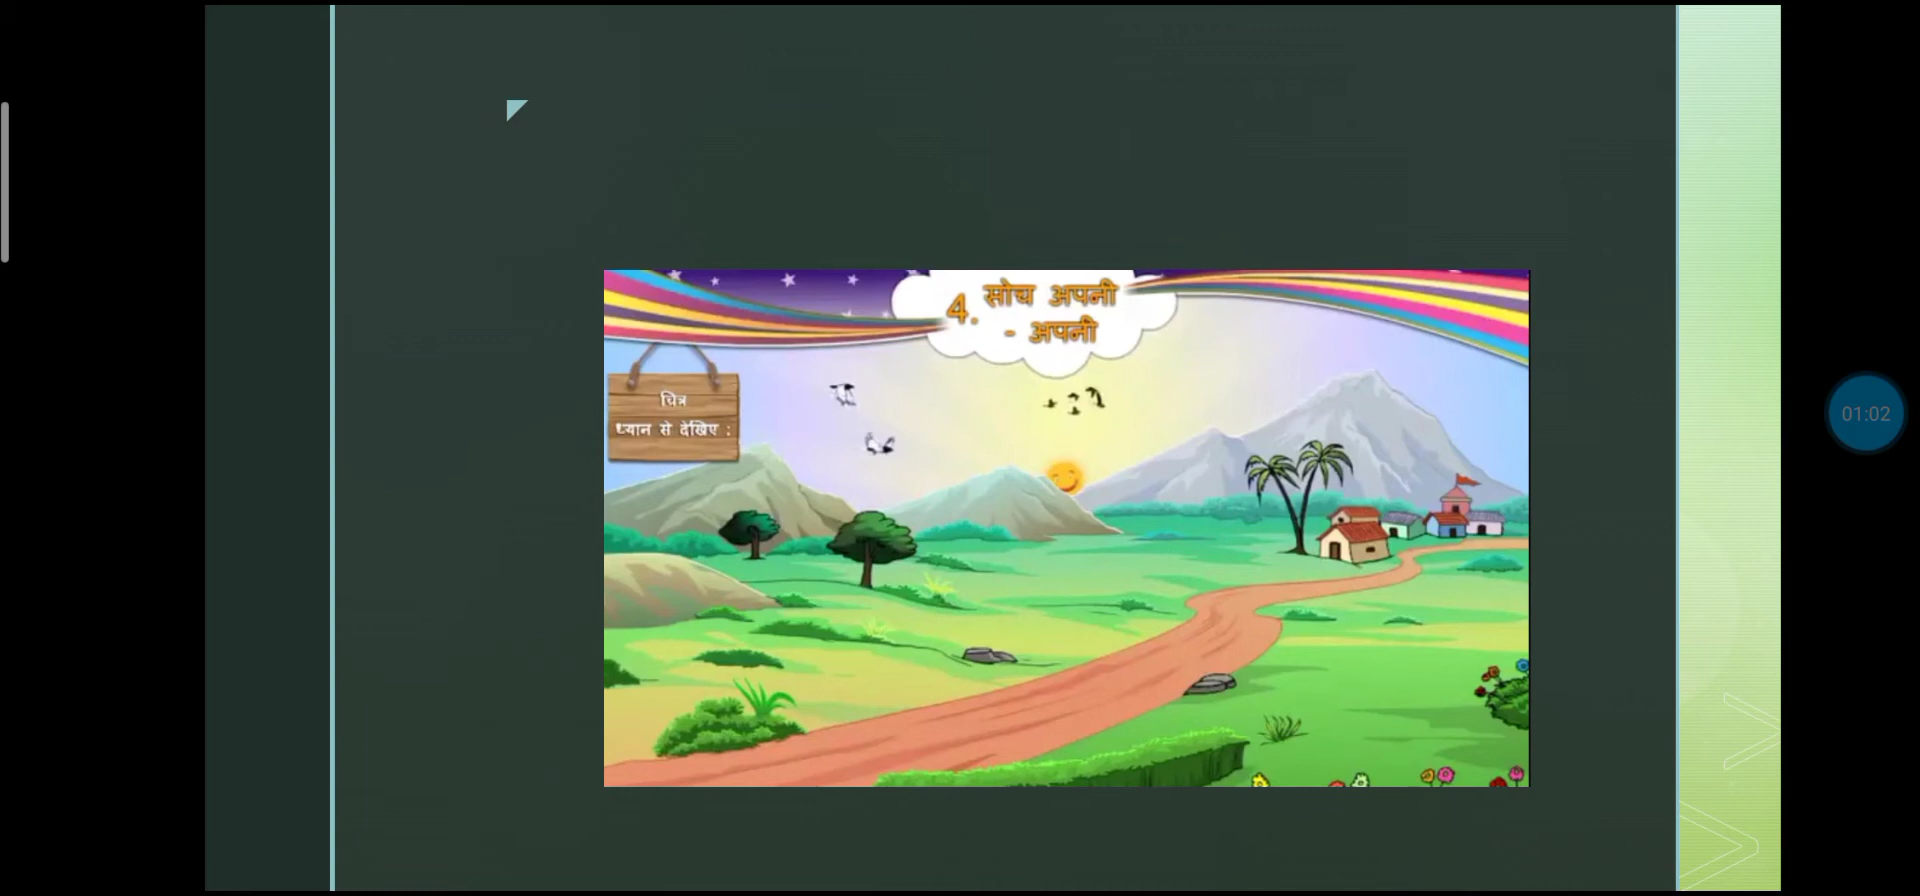 4. सोच अपनी
- अपनी
चित्र
ध्यान से देखिए :
01:02